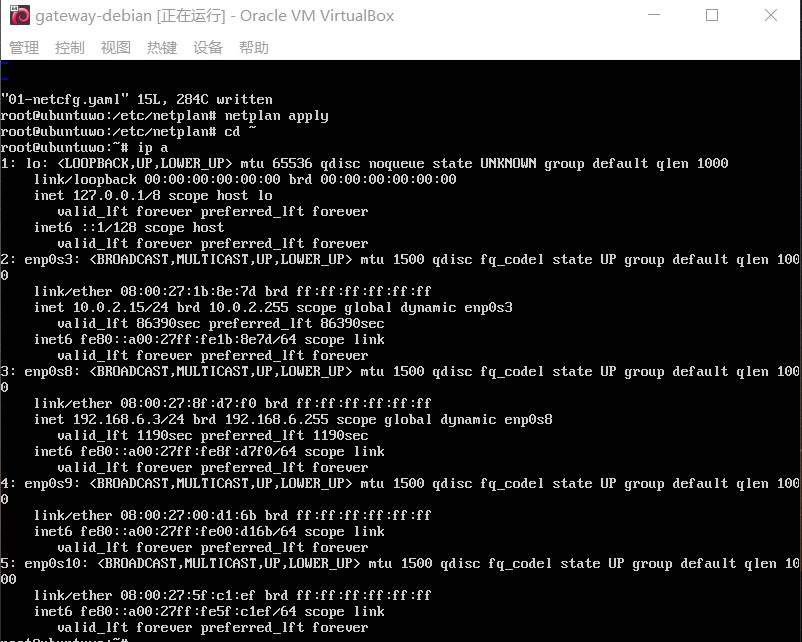 gateway-debian [正在运行] - Oracle VM VirtualBox
管理 控制 视图 热键 设备 帮助
~
~
"01-netcfg.yaml" 15L, 284C written
root@ubuntuwo:/etc/netplan# netplan apply
root@ubuntuwo:/etc/netplan# cd ~
root@ubuntuwo:~# ip a
1: lo: <LOOPBACK,UP,LOWER_UP> mtu 65536 qdisc noqueue state UNKNOWN group default qlen 1000
    link/loopback 00:00:00:00:00:00 brd 00:00:00:00:00:00
    inet 127.0.0.1/8 scope host lo
       valid_lft forever preferred_lft forever
    inet6 ::1/128 scope host
       valid_lft forever preferred_lft forever
2: enp0s3: <BROADCAST,MULTICAST,UP,LOWER_UP> mtu 1500 qdisc fq_codel state UP group default qlen 100
0
    link/ether 08:00:27:1b:8e:7d brd ff:ff:ff:ff:ff:ff
    inet 10.0.2.15/24 brd 10.0.2.255 scope global dynamic enp0s3
       valid_lft 86390sec preferred_lft 86390sec
    inet6 fe80::a00:27ff:fe1b:8e7d/64 scope link
       valid_lft forever preferred_lft forever
3: enp0s8: <BROADCAST,MULTICAST,UP,LOWER_UP> mtu 1500 qdisc fq_codel state UP group default qlen 100
0
    link/ether 08:00:27:8f:d7:f0 brd ff:ff:ff:ff:ff:ff
    inet 192.168.6.3/24 brd 192.168.6.255 scope global dynamic enp0s8
       valid_lft 1190sec preferred_lft 1190sec
    inet6 fe80::a00:27ff:fe8f:d7f0/64 scope link
       valid_lft forever preferred_lft forever
4: enp0s9: <BROADCAST,MULTICAST,UP,LOWER_UP> mtu 1500 qdisc fq_codel state UP group default qlen 100
0
    link/ether 08:00:27:00:d1:6b brd ff:ff:ff:ff:ff:ff
    inet6 fe80::a00:27ff:fe00:d16b/64 scope link
       valid_lft forever preferred_lft forever
5: enp0s10: <BROADCAST,MULTICAST,UP,LOWER_UP> mtu 1500 qdisc fq_codel state UP group default qlen 10
00
    link/ether 08:00:27:5f:c1:ef brd ff:ff:ff:ff:ff:ff
    inet6 fe80::a00:27ff:fe5f:c1ef/64 scope link
       valid_lft forever preferred_lft forever
root@ubuntuwo:~#